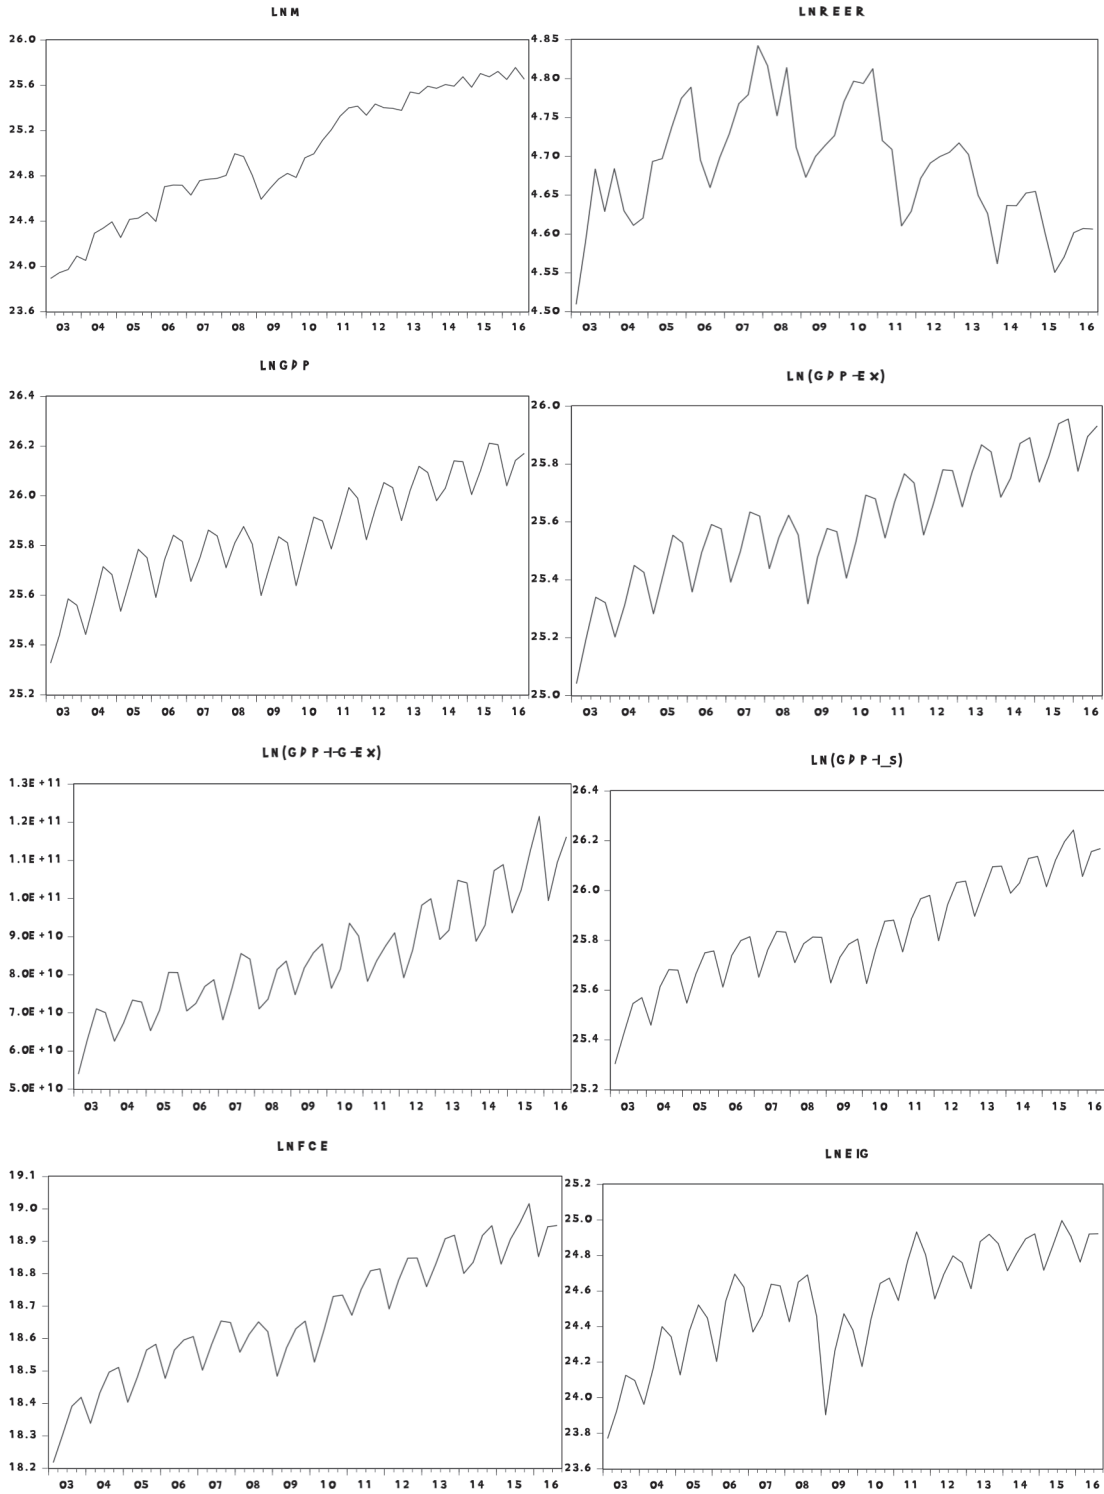 LNM
26.0
25.6
25.2
24.8
24.4
24.0
23.6
03 04 05 06 07 08 09 10 11 12 13 14 15 16
LNREER
4.85
4.80
4.75
4.70
4.65
4.60
4.55
4.50
03 04 05 06 07 08 09 10 11 12 13 14 15 16
LNGDP
26.4
26.2
26.0
25.8
25.6
25.4
25.2
03 04 05 06 07 08 09 10 11 12 13 14 15 16
LN(GDP-EX)
26.0
25.8
25.6
25.4
25.2
25.0
03 04 05 06 07 08 09 10 11 12 13 14 15 16
LN(GDP-I-G-EX)
1.3E+11
1.2E+11
1.1E+11
1.0E+11
9.0E+10
8.0E+10
7.0E+10
6.0E+10
5.0E+10
03 04 05 06 07 08 09 10 11 12 13 14 15 16
LN(GDP-I_S)
26.4
26.2
26.0
25.8
25.6
25.4
25.2
03 04 05 06 07 08 09 10 11 12 13 14 15 16
LNFCE
19.1
19.0
18.9
18.8
18.7
18.6
18.5
18.4
18.3
18.2
03 04 05 06 07 08 09 10 11 12 13 14 15 16
LNEIG
25.2
25.0
24.8
24.6
24.4
24.2
24.0
23.8
23.6
03 04 05 06 07 08 09 10 11 12 13 14 15 16